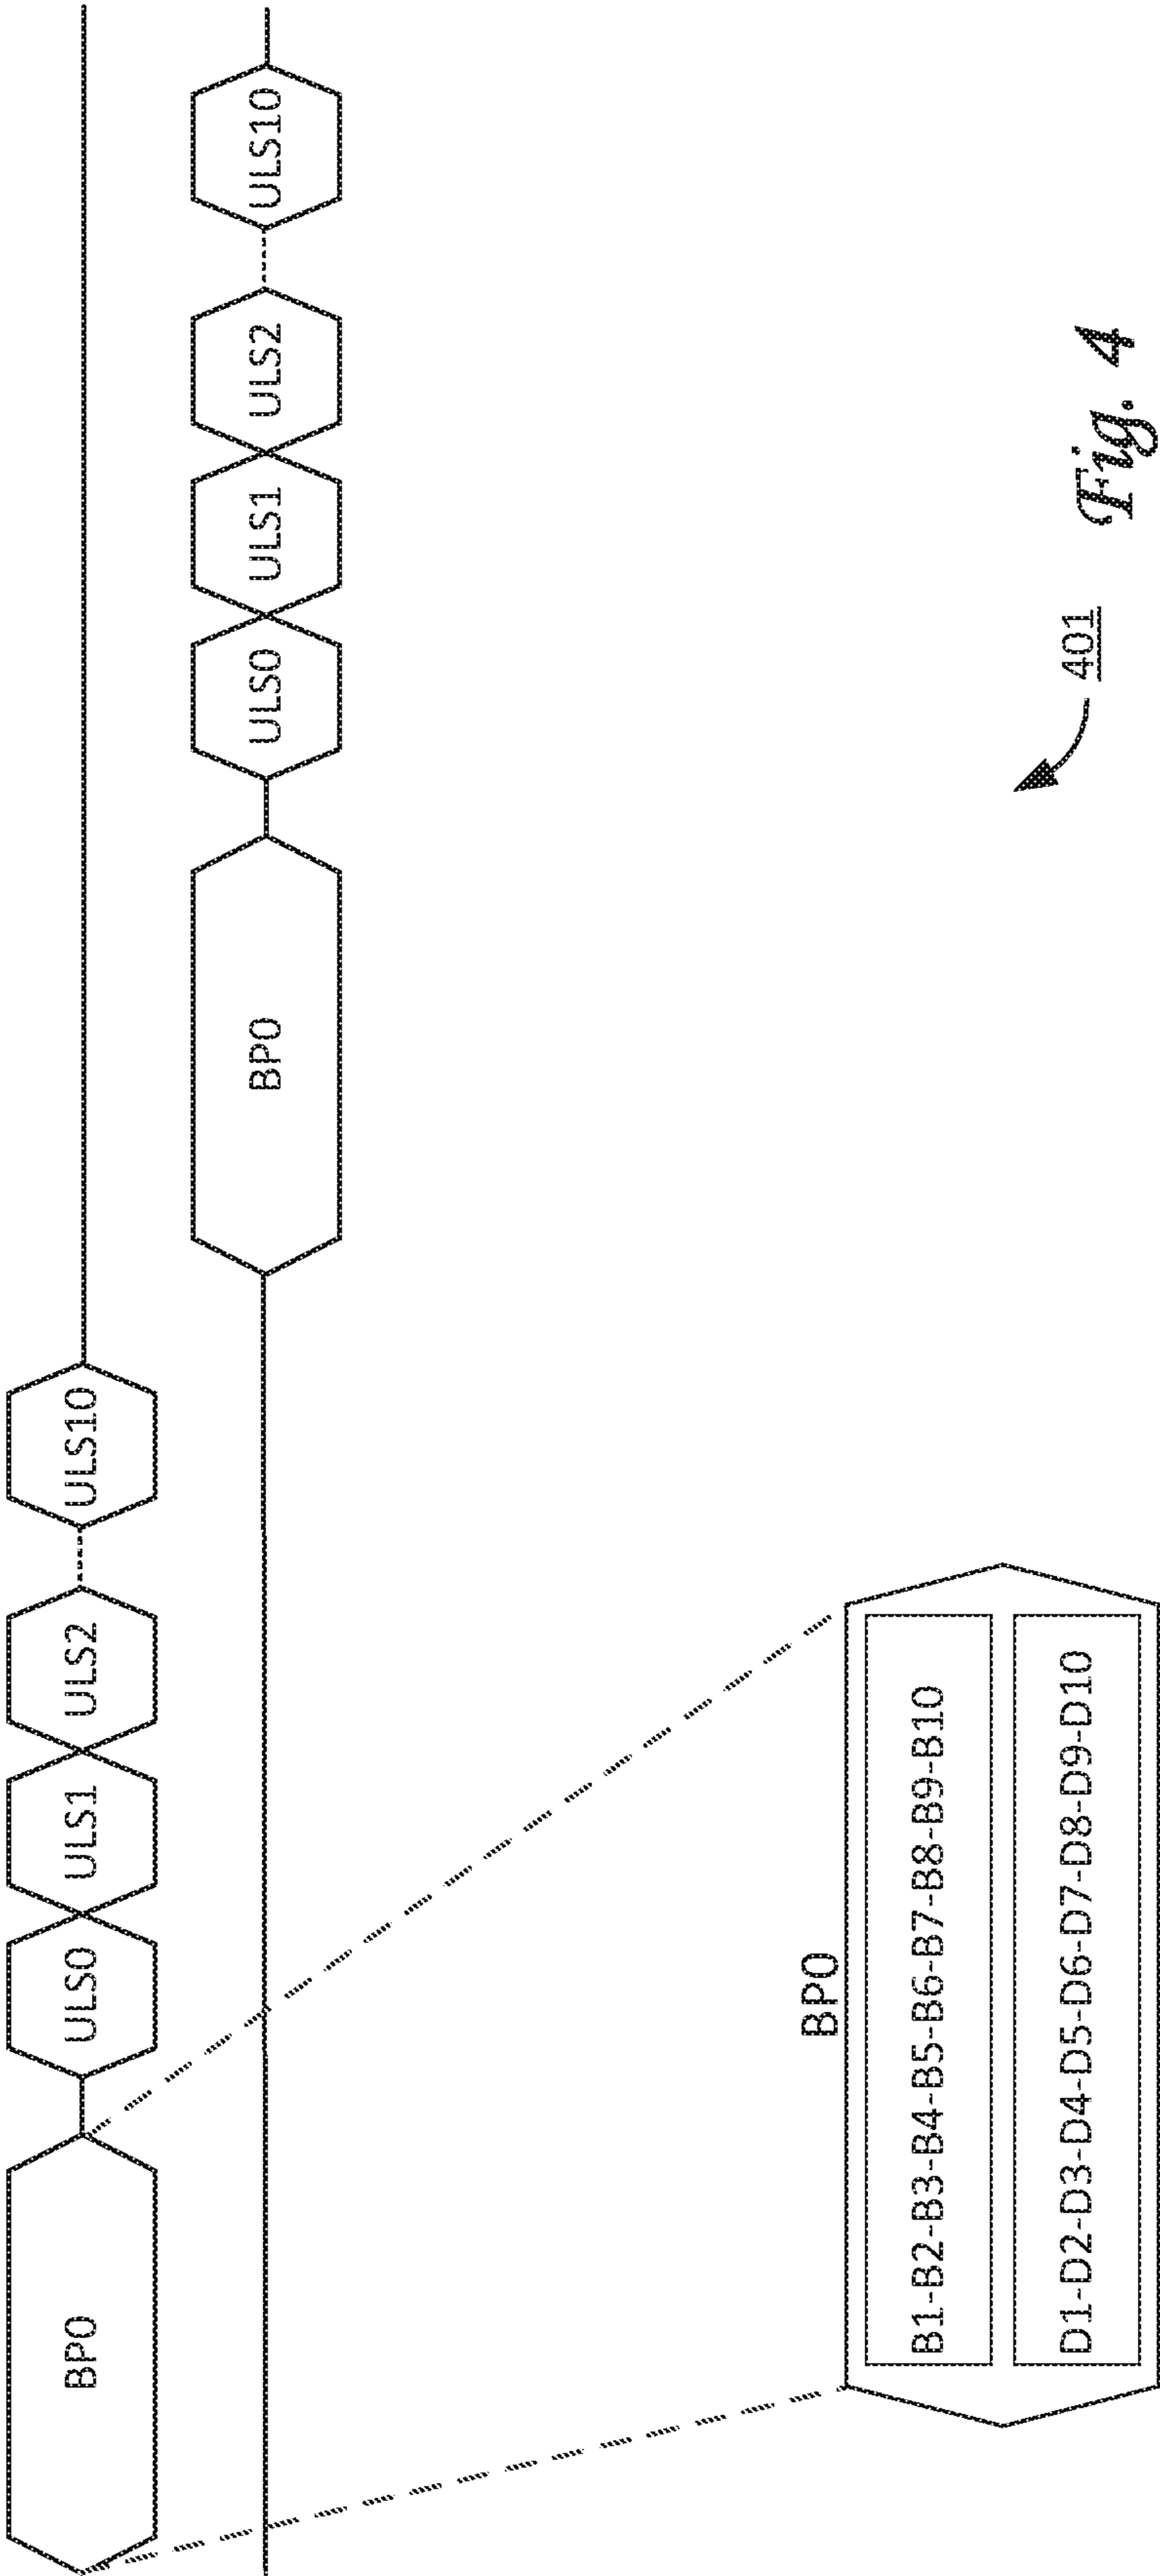 BP0 ULS0 ULS1 ULS2 ULS10
BP0 ULS0 ULS1 ULS2 ULS10
BP0
B1-B2-B3-B4-B5-B6-B7-B8-B9-B10
D1-D2-D3-D4-D5-D6-D7-D8-D9-D10
401
Fig. 4